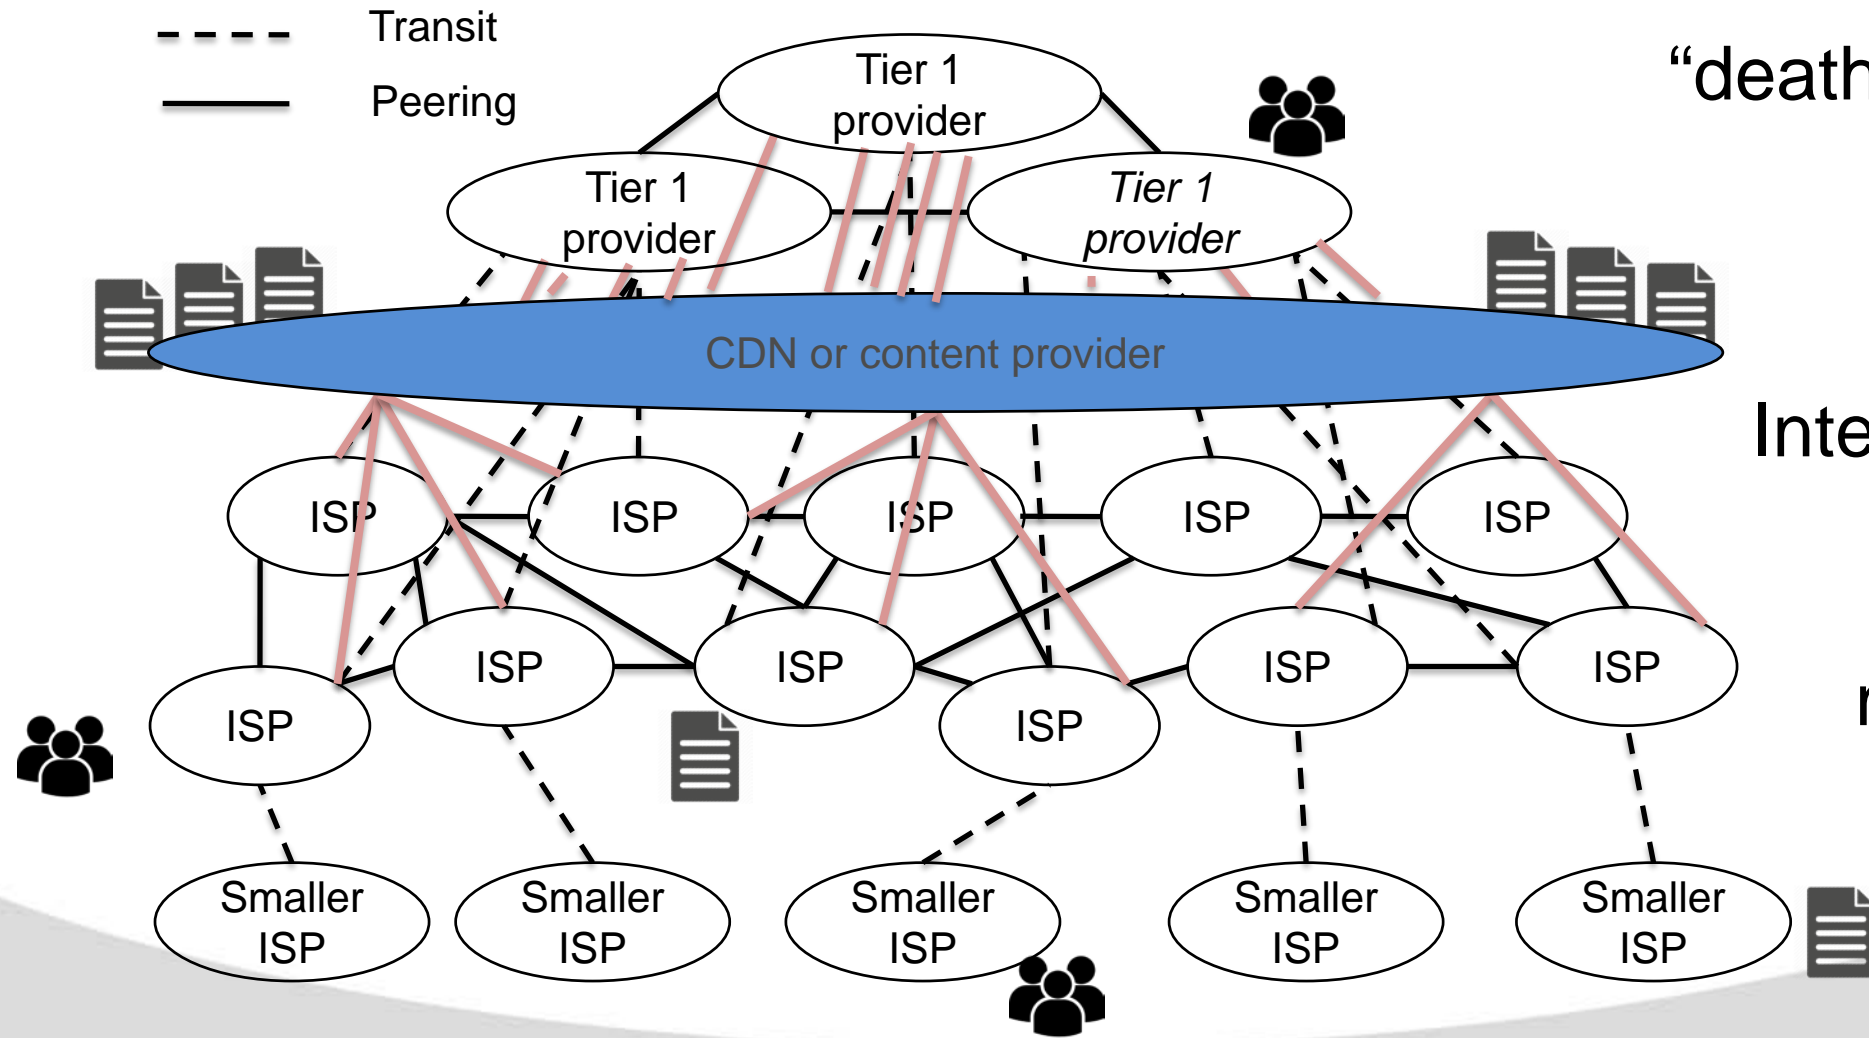 Transit
Peering
Tier 1
provider
Tier 1
provider
Tier 1
provider
“death
CDN or content provider
Inte
ISP
ISP
ISP
ISP
ISP
ISP
ISP
ISP
ISP
ISP
ISP
r
Smaller
ISP
Smaller
ISP
Smaller
ISP
Smaller
ISP
Smaller
ISP